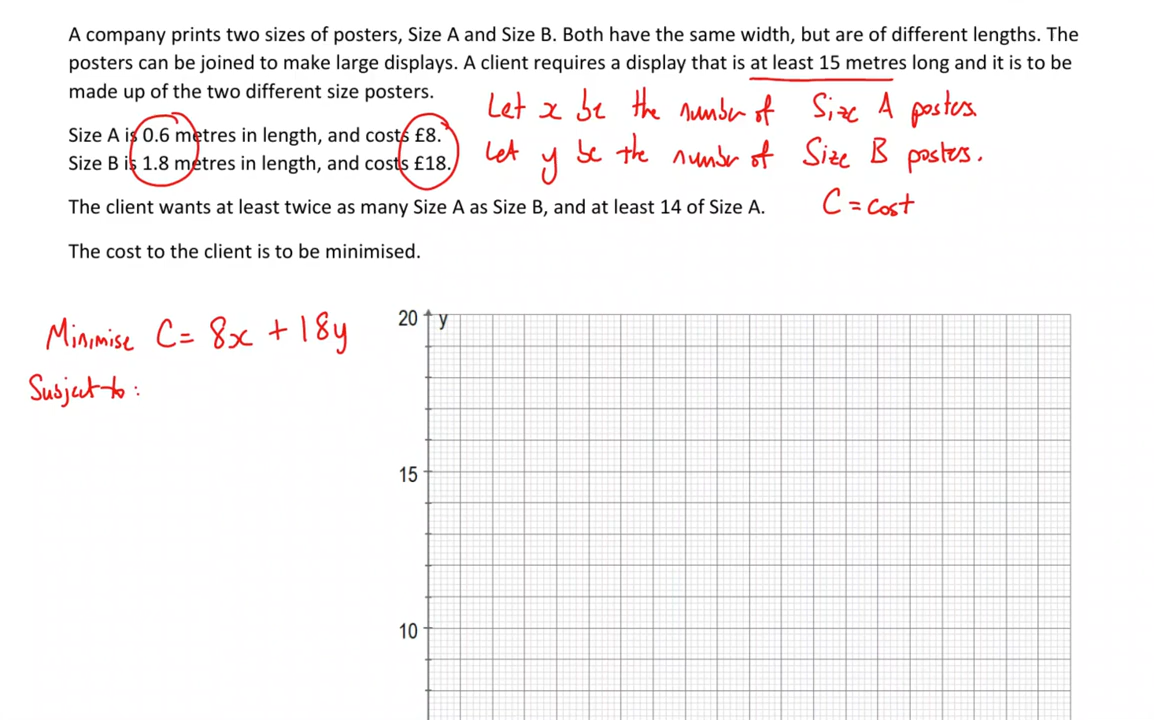 A company prints two sizes of posters, Size A and Size B. Both have the same width, but are of different lengths. The
posters can be joined to make large displays. A client requires a display that is at least 15 metres long and it is to be
made up of the two different size posters.
Let x be the number of Size A posters.
Size A is 0.6 metres in length, and costs £8.
Let y be the number of Size B posters.
Size B is 1.8 metres in length, and costs £18.
The client wants at least twice as many Size A as Size B, and at least 14 of Size A.
C = cost
The cost to the client is to be minimised.
Minimise C = 8x + 18y
Subject to :
20
y
15
10